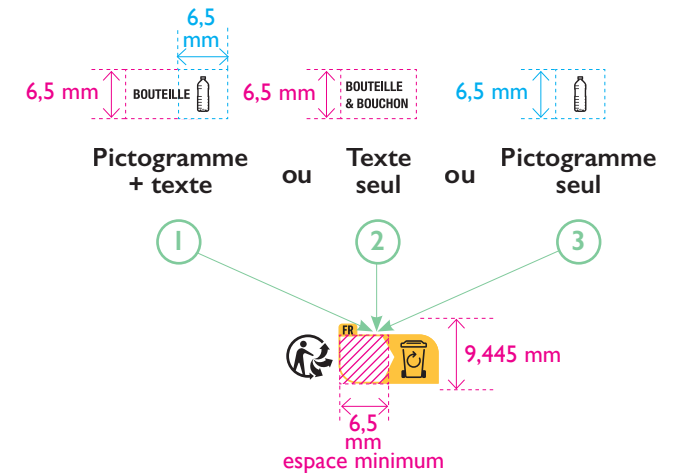 6,5
mm
6,5 mm
BOUTEILLE
6,5 mm
BOUTEILLE
& BOUCHON
6,5 mm
Pictogramme
+ texte
ou
Texte
seul
ou
Pictogramme
seul
1
2
3
FR
9,445 mm
6,5
mm
espace minimum